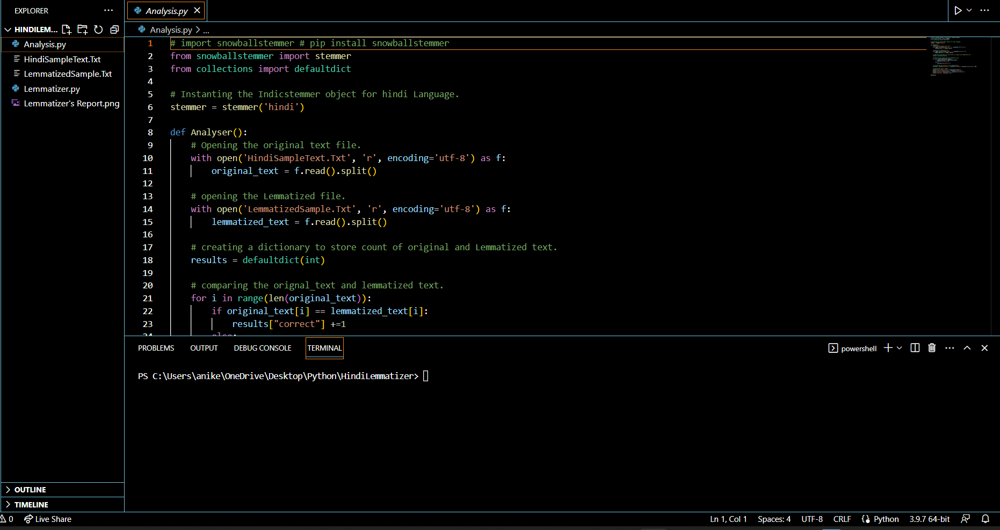 EXPLORER
Analysis.py
HINDILEM...
Analysis.py
HindiSampleText.Txt
LemmatizedSample.Txt
Lemmatizer.py
Lemmatizer's Report.png
Analysis.py > ...
1 # import snowballstemmer # pip install snowballstemmer
2 from snowballstemmer import stemmer
3 from collections import defaultdict
4
5 # Instanting the Indicstemmer object for hindi Language.
6 stemmer = stemmer('hindi')
7
8 def Analyser():
9 # Opening the original text file.
10 with open('HindiSampleText.Txt', 'r', encoding='utf-8') as f:
11 original_text = f.read().split()
12
13 # opening the Lemmatized file.
14 with open('LemmatizedSample.Txt', 'r', encoding='utf-8') as f:
15 lemmatized_text = f.read().split()
16
17 # creating a dictionary to store count of original and Lemmatized text.
18 results = defaultdict(int)
19
20 # comparing the orignal_text and lemmatized text.
21 for i in range(len(original_text)):
22 if original_text[i] == lemmatized_text[i]:
23 results["correct"] +=1
24 else:
PROBLEMS OUTPUT DEBUG CONSOLE TERMINAL
powershell
PS C:\Users\anike\OneDrive\Desktop\Python\HindiLemmatizer>
OUTLINE
TIMELINE
0 Live Share
Ln 1, Col 1 Spaces: 4 UTF-8 CRLF Python 3.9.7 64-bit